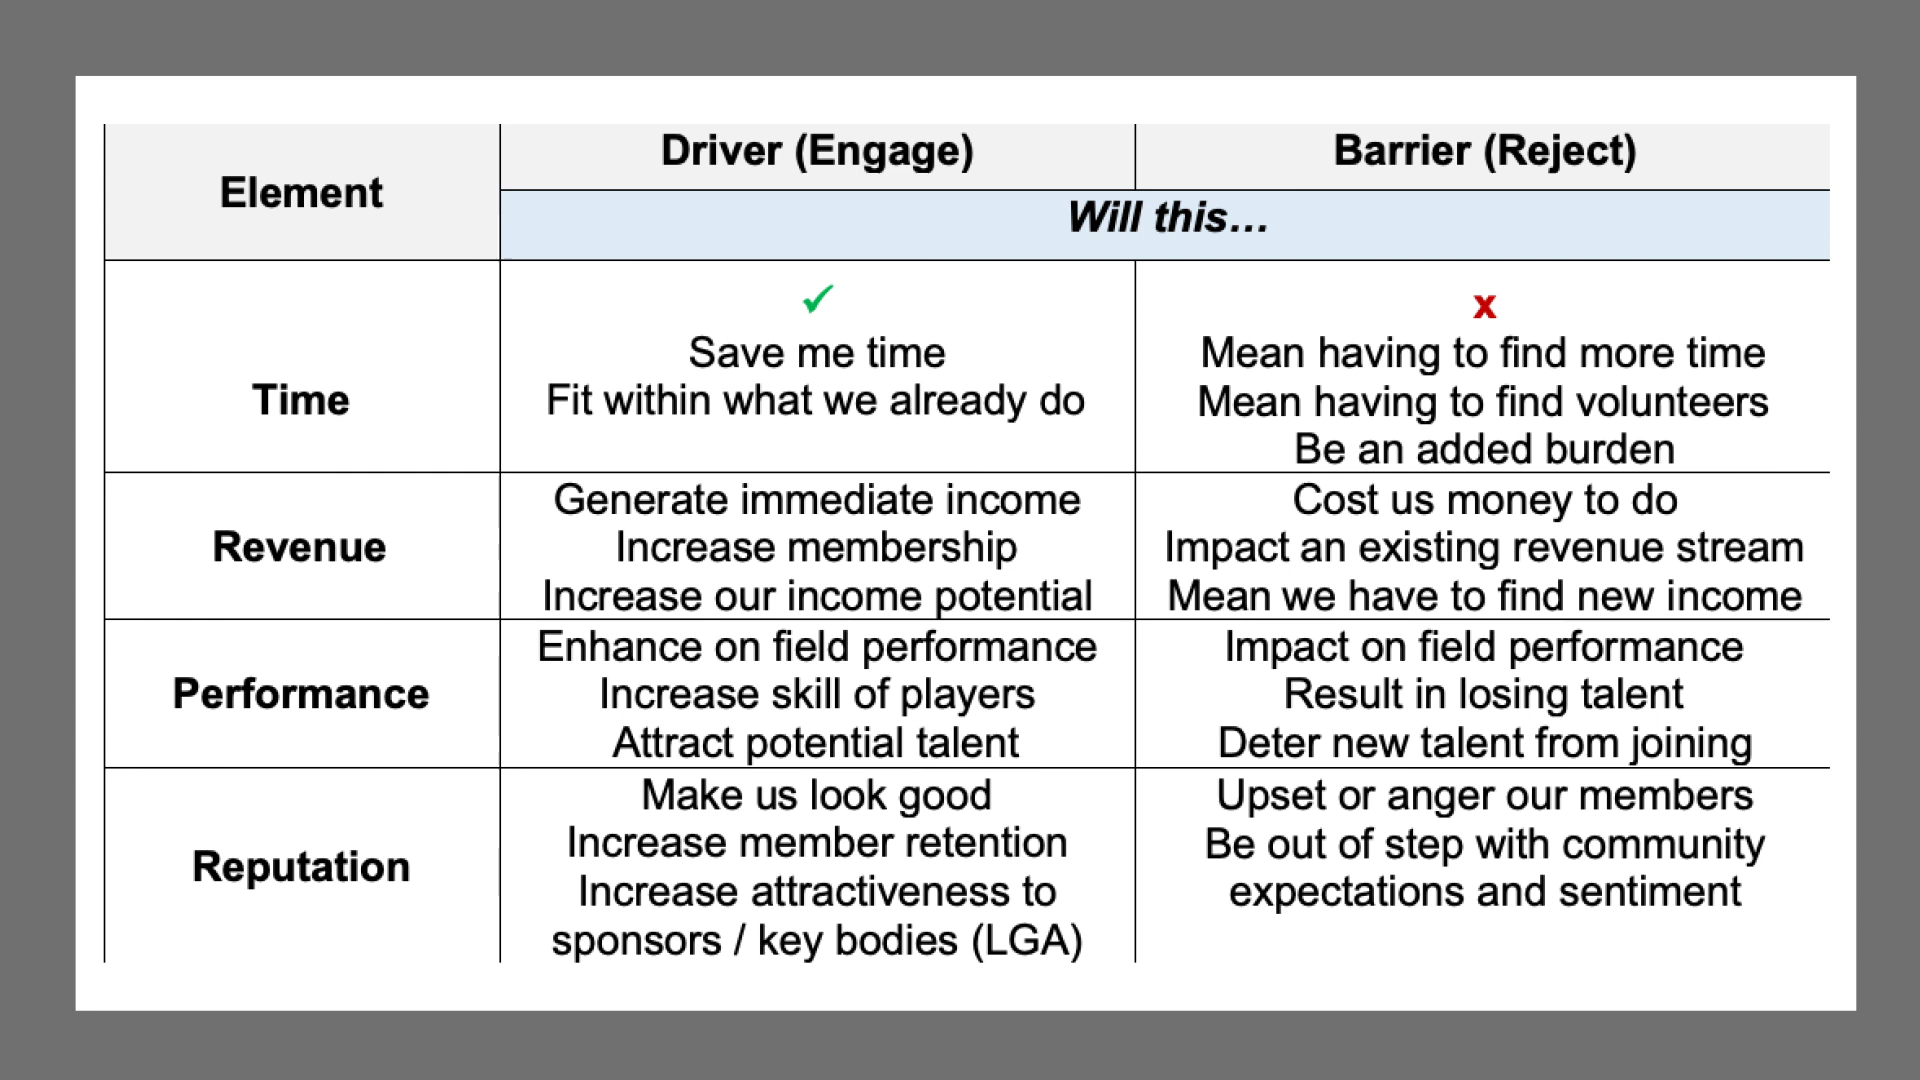 Element
Driver (Engage)
Barrier (Reject)
Will this…
Time
✓
Save me time
Fit within what we already do
x
Mean having to find more time
Mean having to find volunteers
Be an added burden
Revenue
Generate immediate income
Increase membership
Increase our income potential
Cost us money to do
Impact an existing revenue stream
Mean we have to find new income
Performance
Enhance on field performance
Increase skill of players
Attract potential talent
Impact on field performance
Result in losing talent
Deter new talent from joining
Reputation
Make us look good
Increase member retention
Increase attractiveness to
sponsors / key bodies (LGA)
Upset or anger our members
Be out of step with community
expectations and sentiment